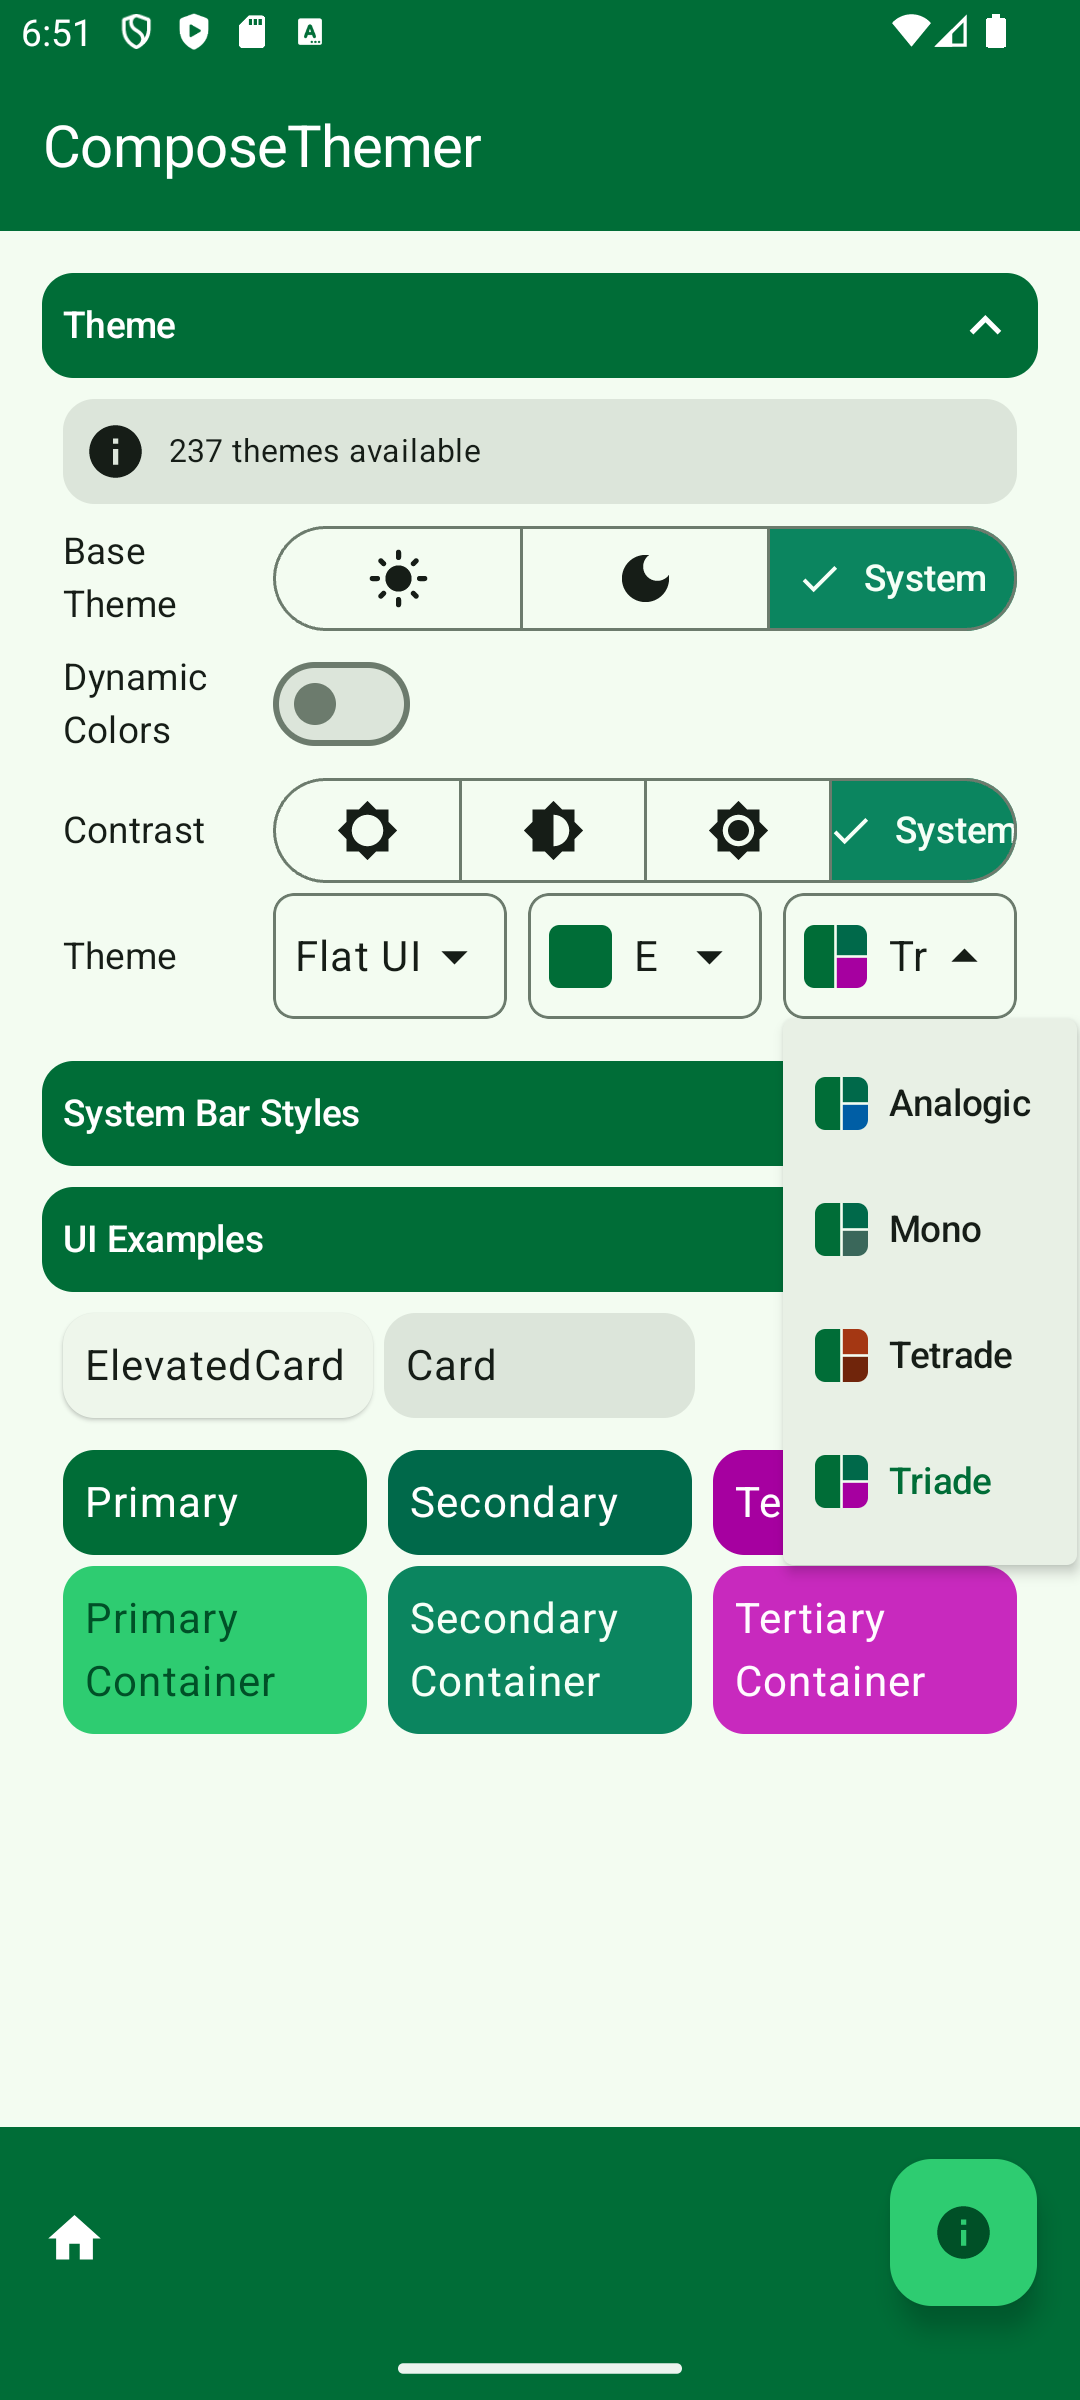 6:51
ComposeThemer
Theme
237 themes available
Base
Theme
System
Dynamic
Colors
Contrast
System
Theme
Flat UI
E
Tr
System Bar Styles
UI Examples
Analogic
Mono
Tetrade
Triade
ElevatedCard
Card
Primary
Secondary
Te
Primary
Container
Secondary
Container
Tertiary
Container